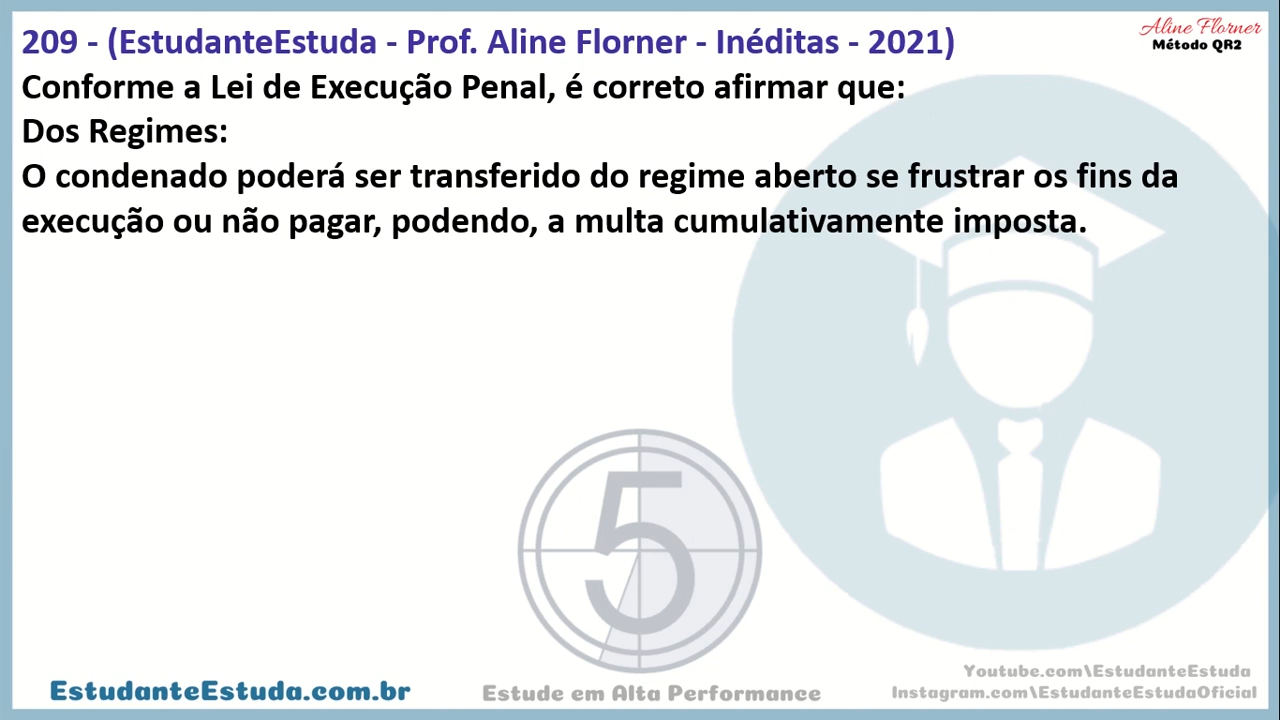 209 - (EstudanteEstuda - Prof. Aline Florner - Inéditas - 2021)
Aline Florner
Método QR2
Conforme a Lei de Execução Penal, é correto afirmar que:
Dos Regimes:
O condenado poderá ser transferido do regime aberto se frustrar os fins da
execução ou não pagar, podendo, a multa cumulativamente imposta.
5
EstudanteEstuda.com.br
Estude em Alta Performance
Youtube.com\EstudanteEstuda
Instagram.com\EstudanteEstudaOficial